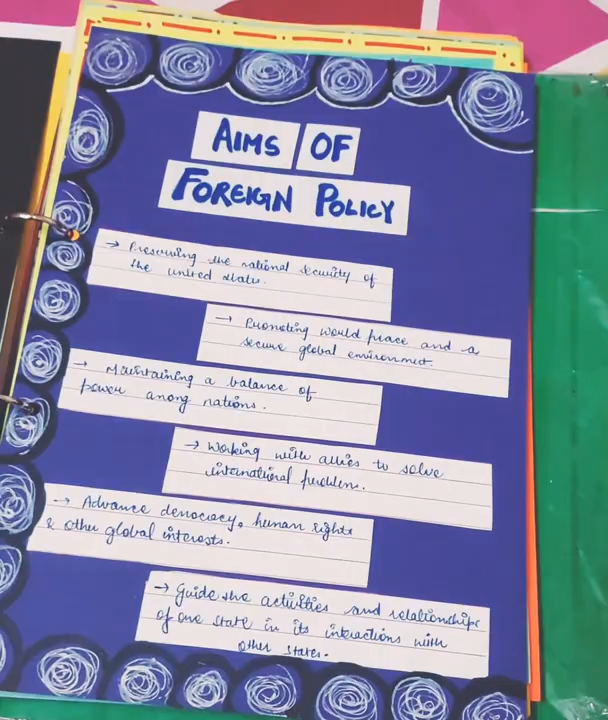 AIMS OF
FOREIGN POLICY
→ Preserving the national security of
the united states.
→ Promoting world peace and a
secure global environmet.
→ Maintaining a balance of
power among nations.
→ Working with allies to solve
international problem.
→ Advance democracy, human rights
& other global interests.
→ Guide the activities and relationships
of one state in its interactions with
other states.